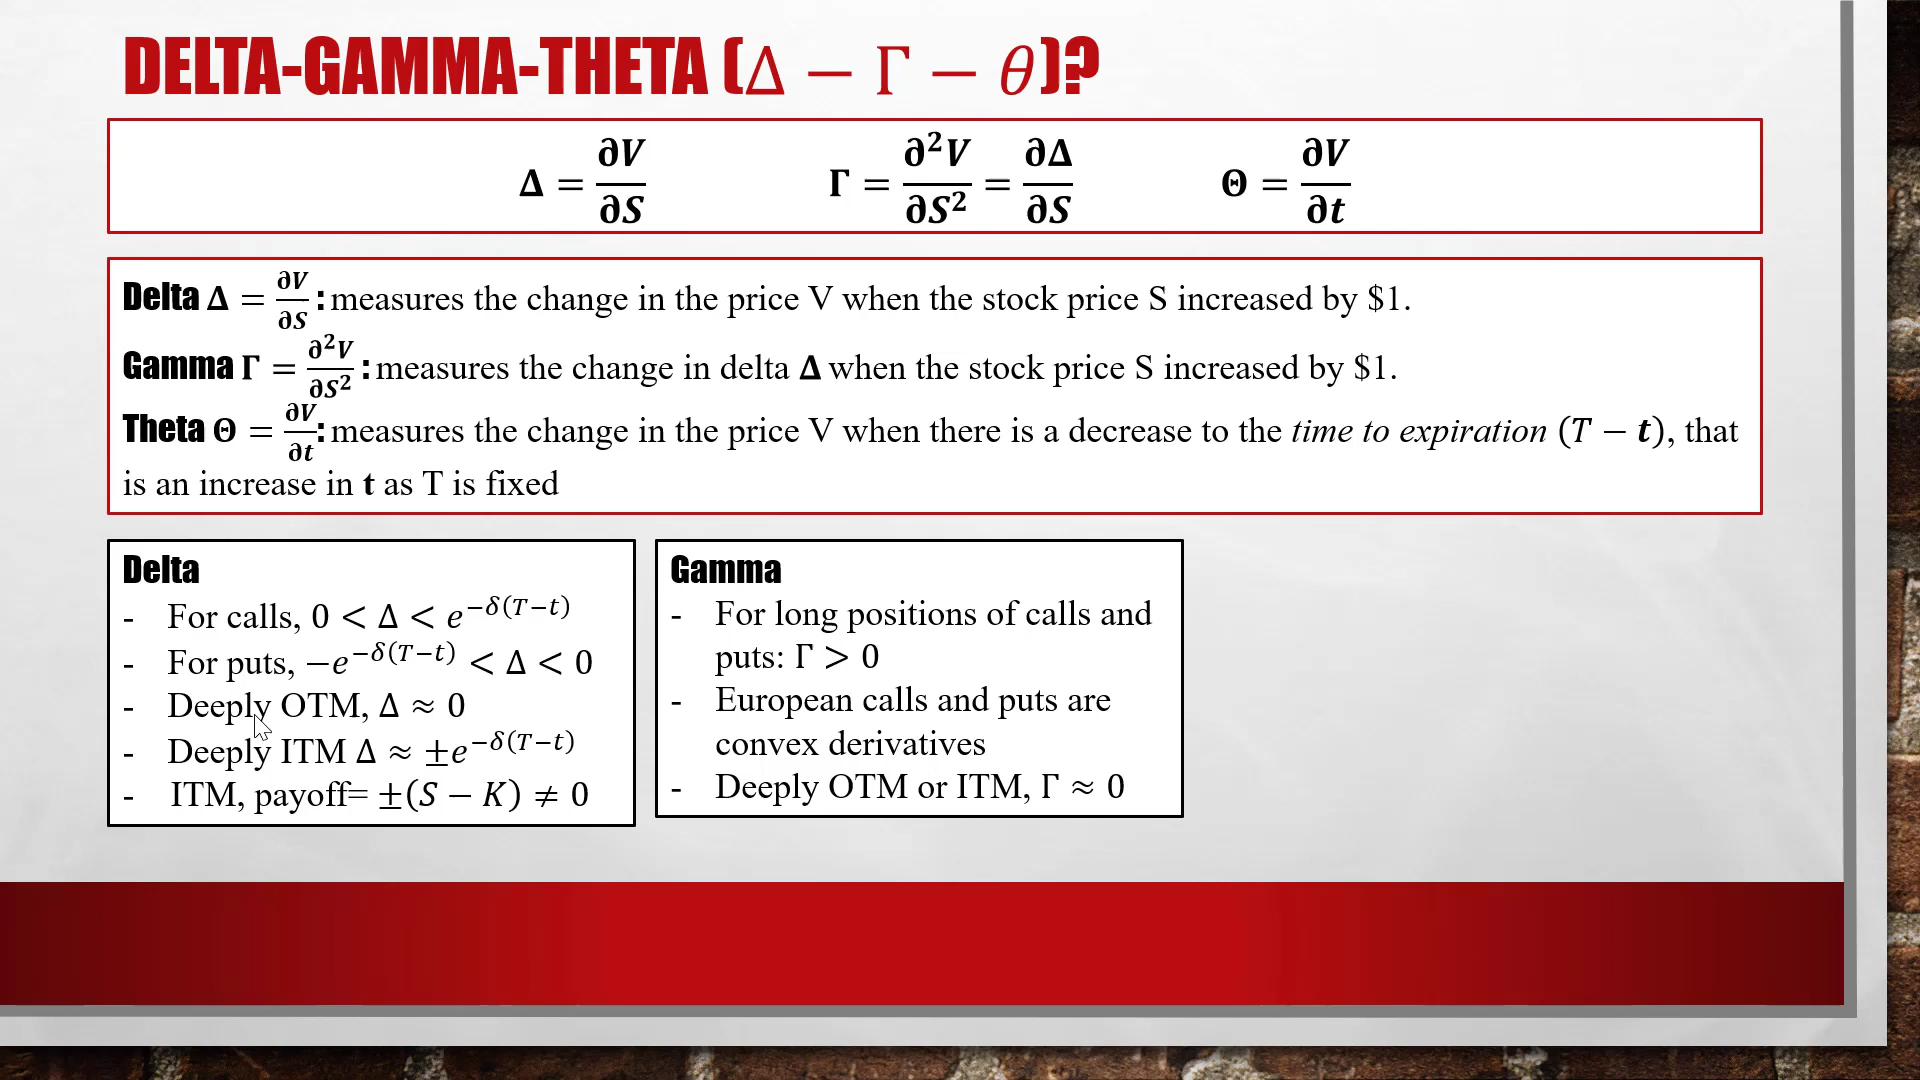 DELTA-GAMMA-THETA (Δ − Γ − θ)?
Δ = ∂V/∂S Γ = ∂²V/∂S² = ∂Δ/∂S Θ = ∂V/∂t
Delta Δ = ∂V/∂S : measures the change in the price V when the stock price S increased by $1.
Gamma Γ = ∂²V/∂S² : measures the change in delta Δ when the stock price S increased by $1.
Theta Θ = ∂V/∂t : measures the change in the price V when there is a decrease to the time to expiration (T − t), that
is an increase in t as T is fixed
Delta
- For calls, 0 < Δ < e^{−δ(T−t)}
- For puts, −e^{−δ(T−t)} < Δ < 0
- Deeply OTM, Δ ≈ 0
- Deeply ITM Δ ≈ ±e^{−δ(T−t)}
- ITM, payoff= ±(S − K) ≠ 0
Gamma
- For long positions of calls and
puts: Γ > 0
- European calls and puts are
convex derivatives
- Deeply OTM or ITM, Γ ≈ 0